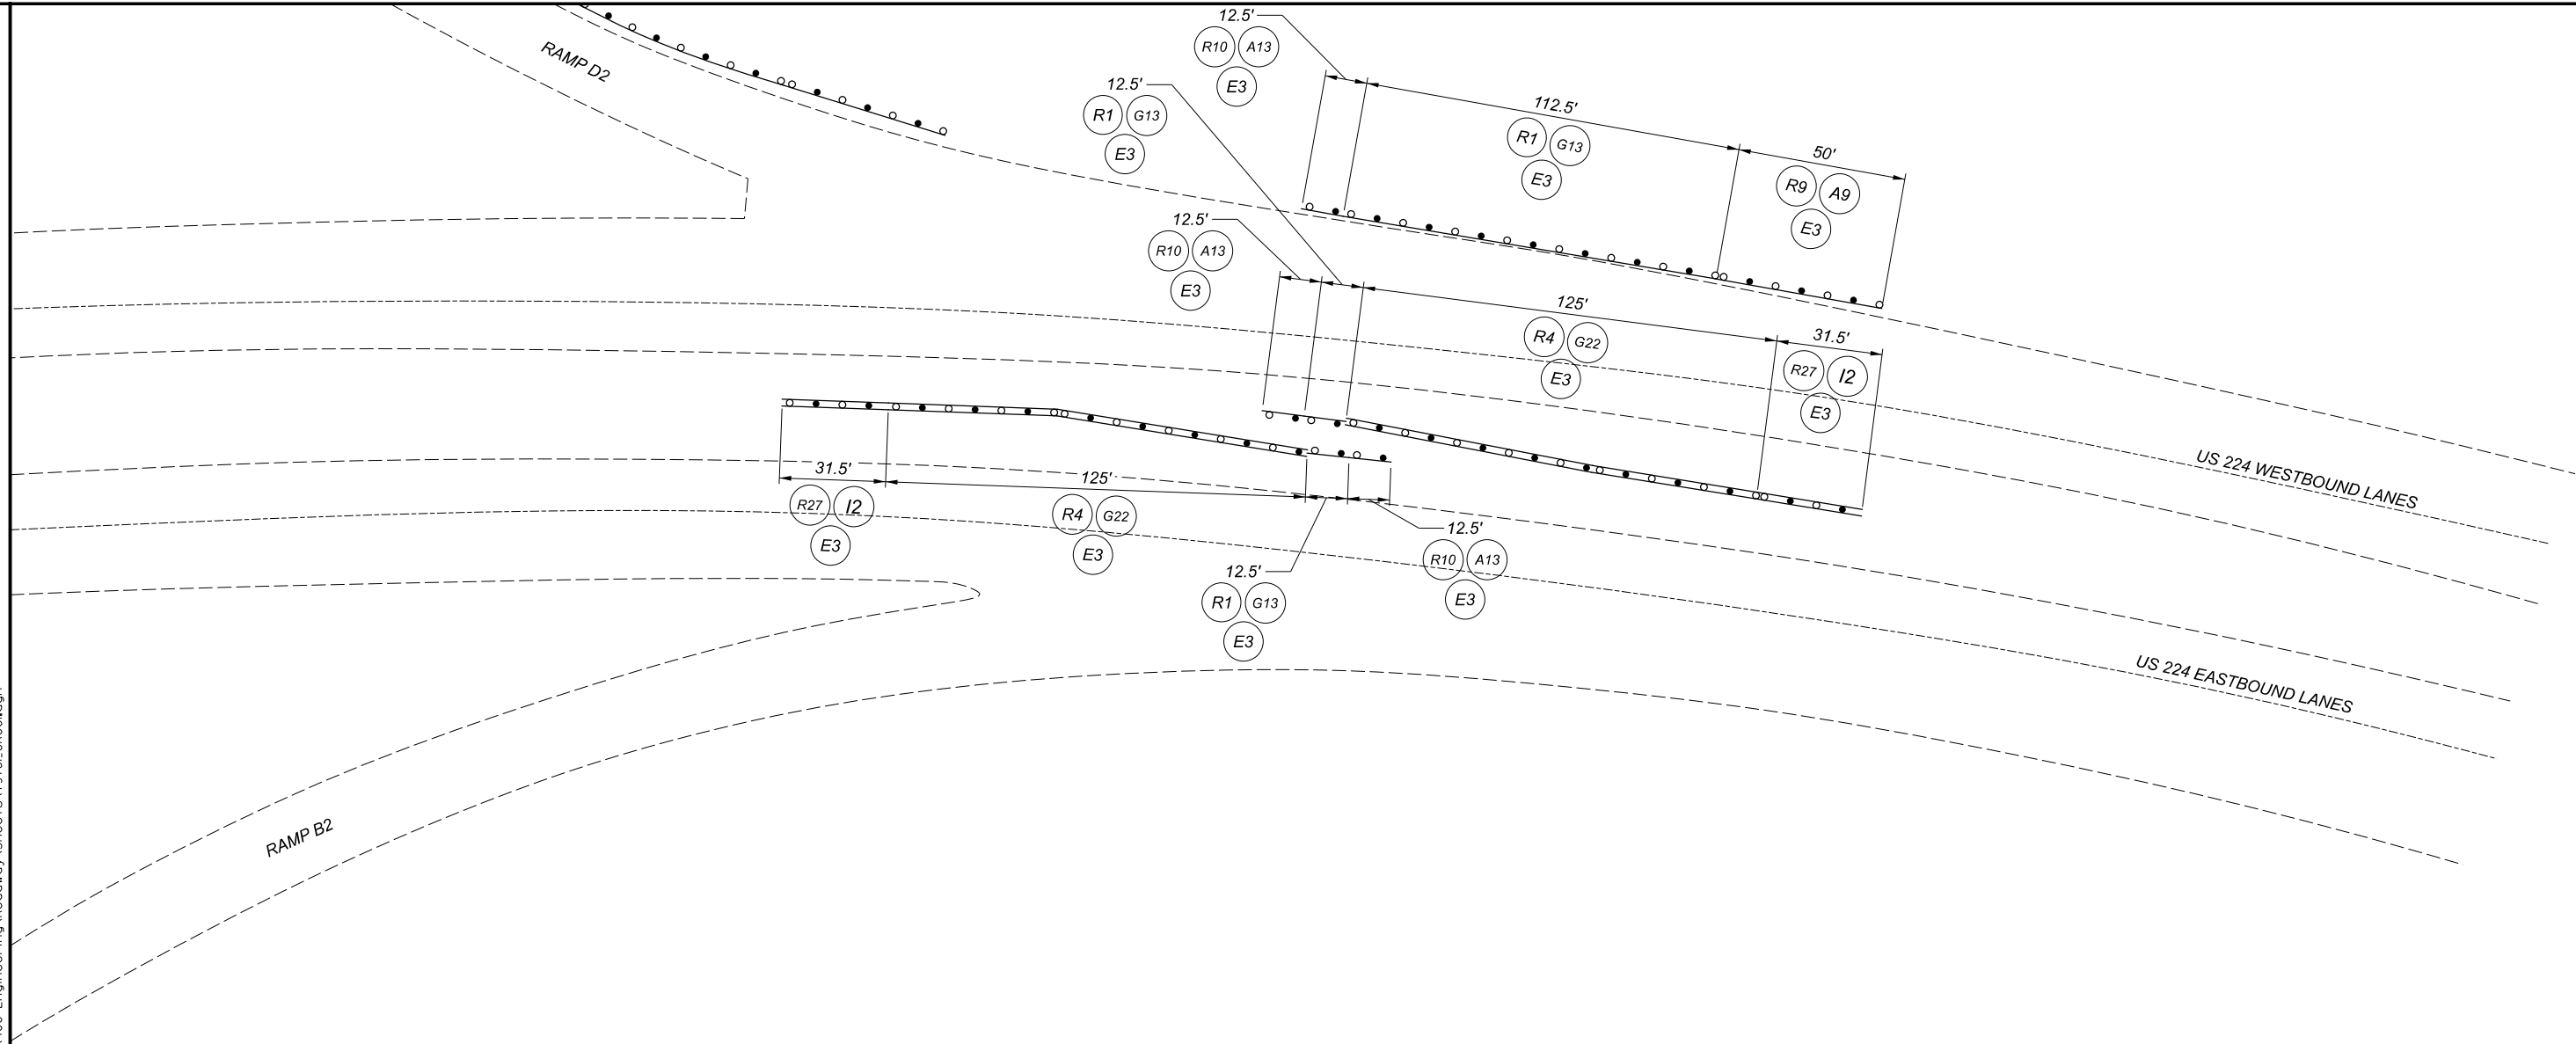 12.5'
R10 A13
E3
RAMP D2
12.5'
R1 G13
E3
112.5'
R1 G13
E3
50'
R9 A9
E3
12.5'
R10 A13
E3
125'
R4 G22
E3
31.5'
R27 I2
E3
US 224 WESTBOUND LANES
31.5'
R27 I2
E3
125'
R4 G22
E3
12.5'
R10 A13
E3
12.5'
R1 G13
E3
US 224 EASTBOUND LANES
RAMP B2